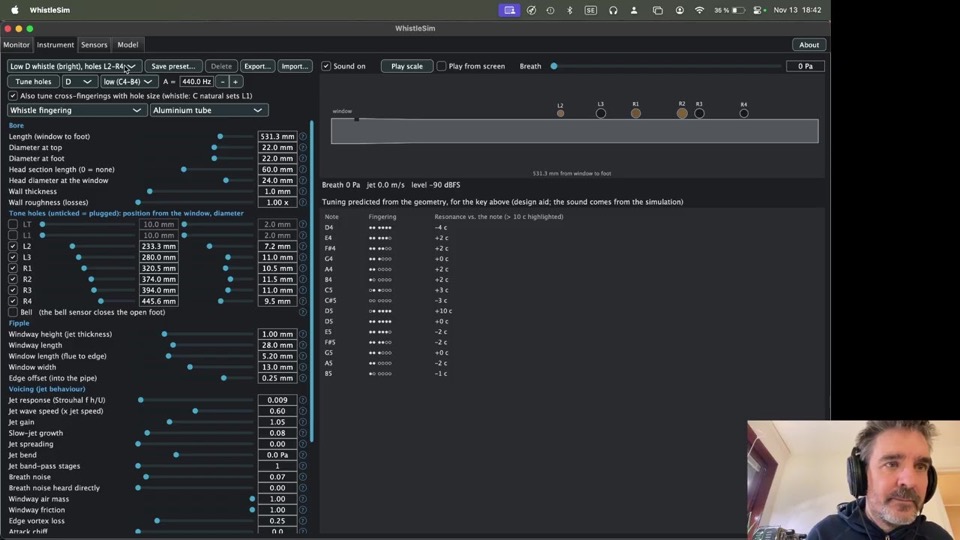 WhistleSim
SE
36 %
Nov 13 18:42
WhistleSim
Monitor Instrument Sensors Model
About
Low D whistle (bright), holes L2-R4
Save preset...
Delete
Export...
Import...
Tune holes
D
low (C4-B4)
A = 440.0 Hz
- +
Also tune cross-fingerings with hole size (whistle: C natural sets L1)
Whistle fingering
Aluminium tube
Bore
Length (window to foot) 531.3 mm ?
Diameter at top 22.0 mm ?
Diameter at foot 22.0 mm ?
Head section length (0 = none) 60.0 mm ?
Head diameter at the window 24.0 mm ?
Wall thickness 1.0 mm ?
Wall roughness (losses) 1.00 x ?
Tone holes (unticked = plugged): position from the window, diameter
LT 10.0 mm 2.0 mm ?
L1 10.0 mm 2.0 mm ?
L2 233.3 mm 7.2 mm ?
L3 280.0 mm 11.0 mm ?
R1 320.5 mm 10.5 mm ?
R2 374.0 mm 11.5 mm ?
R3 394.0 mm 11.0 mm ?
R4 445.6 mm 9.5 mm ?
Bell (the bell sensor closes the open foot) ?
Fipple
Windway height (jet thickness) 1.00 mm ?
Windway length 28.0 mm ?
Window length (flue to edge) 5.20 mm ?
Window width 13.0 mm ?
Edge offset (into the pipe) 0.25 mm ?
Voicing (jet behaviour)
Jet response (Strouhal f h/U) 0.009 ?
Jet wave speed (x jet speed) 0.60 ?
Jet gain 1.05 ?
Slow-jet growth 0.08 ?
Jet spreading 0.00 ?
Jet bend 0.0 Pa ?
Jet band-pass stages 1 ?
Breath noise 0.07 ?
Breath noise heard directly 0.00 ?
Windway air mass 1.00 ?
Windway friction 1.00 ?
Edge vortex loss 0.25 ?
Attack chiff 0.0 ?
Sound on
Play scale
Play from screen
Breath
0 Pa
window
L2 L3 R1 R2 R3 R4
531.3 mm from window to foot
Breath 0 Pa jet 0.0 m/s level -90 dBFS
Tuning predicted from the geometry, for the key above (design aid; the sound comes from the simulation)
Note Fingering Resonance vs. the note (> 10 c highlighted)
D4 ●● ●●●● -4 c
E4 ●● ●●●○ +2 c
F#4 ●● ●●○○ +2 c
G4 ●● ●○○○ +0 c
A4 ●● ○○○○ +2 c
B4 ●○ ○○○○ +2 c
C5 ○● ●○○○ +3 c
C#5 ○○ ○○○○ -3 c
D5 ○● ●●●● +10 c
D5 ●● ●●●● +0 c
E5 ●● ●●●○ -2 c
F#5 ●● ●●○○ -2 c
G5 ●● ●○○○ +0 c
A5 ●● ○○○○ -2 c
B5 ●○ ○○○○ -1 c